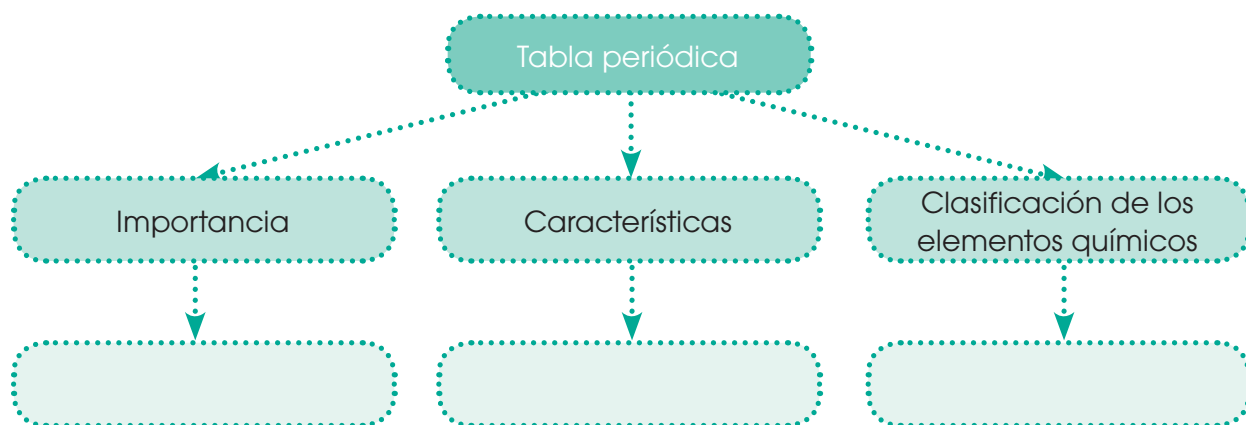 Tabla periódica
Importancia
Características
Clasificación de los
elementos químicos